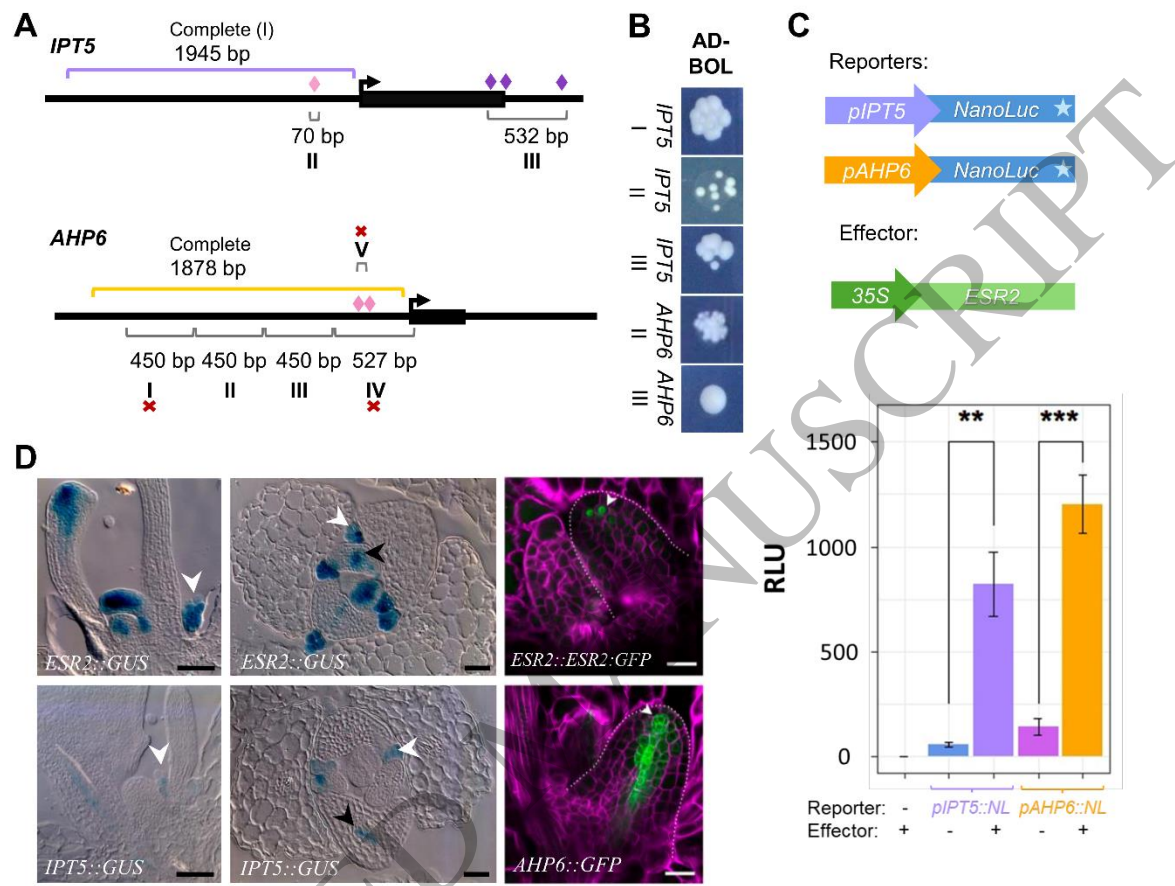 A
IPT5
Complete (I)
1945 bp
70 bp
II
532 bp
III
AHP6
Complete
1878 bp
V
450 bp 450 bp 450 bp 527 bp
I II III IV
B
AD-
BOL
I IPT5
II IPT5
III IPT5
II AHP6
III AHP6
C
Reporters:
pIPT5 NanoLuc
pAHP6 NanoLuc
Effector:
35S ESR2
** ***
RLU
1500
1000
500
0
Reporter: - pIPT5::NL pAHP6::NL
Effector: + - + - +
D
ESR2::GUS
ESR2::GUS
ESR2::ESR2:GFP
IPT5::GUS
IPT5::GUS
AHP6::GFP